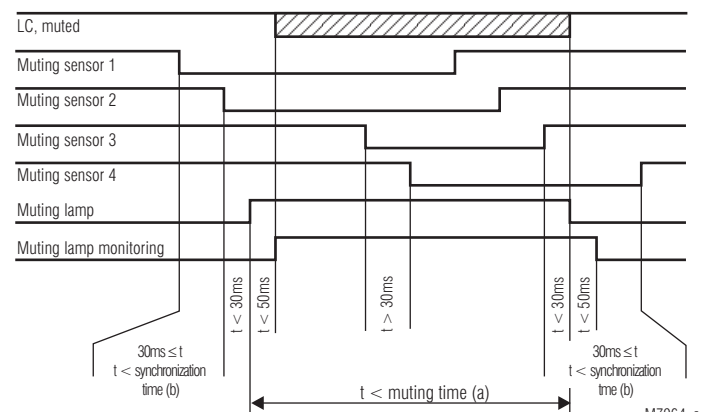 LC, muted
Muting sensor 1
Muting sensor 2
Muting sensor 3
Muting sensor 4
Muting lamp
Muting lamp monitoring
t < 30ms
t < 50ms
t > 30ms
t < 30ms
t < 50ms
30ms ≤ t
t < synchronization
time (b)
t < muting time (a)
30ms ≤ t
t < synchronization
tme (b)